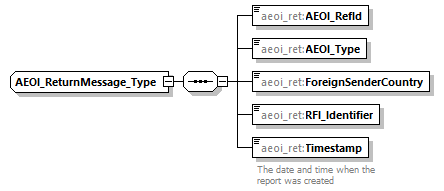 aeoi_ret:AEOI_RefId
aeoi_ret:AEOI_Type
AEOI_ReturnMessage_Type
aeoi_ret:ForeignSenderCountry
aeoi_ret:RFI_Identifier
aeoi_ret:Timestamp
The date and time when the
report was created